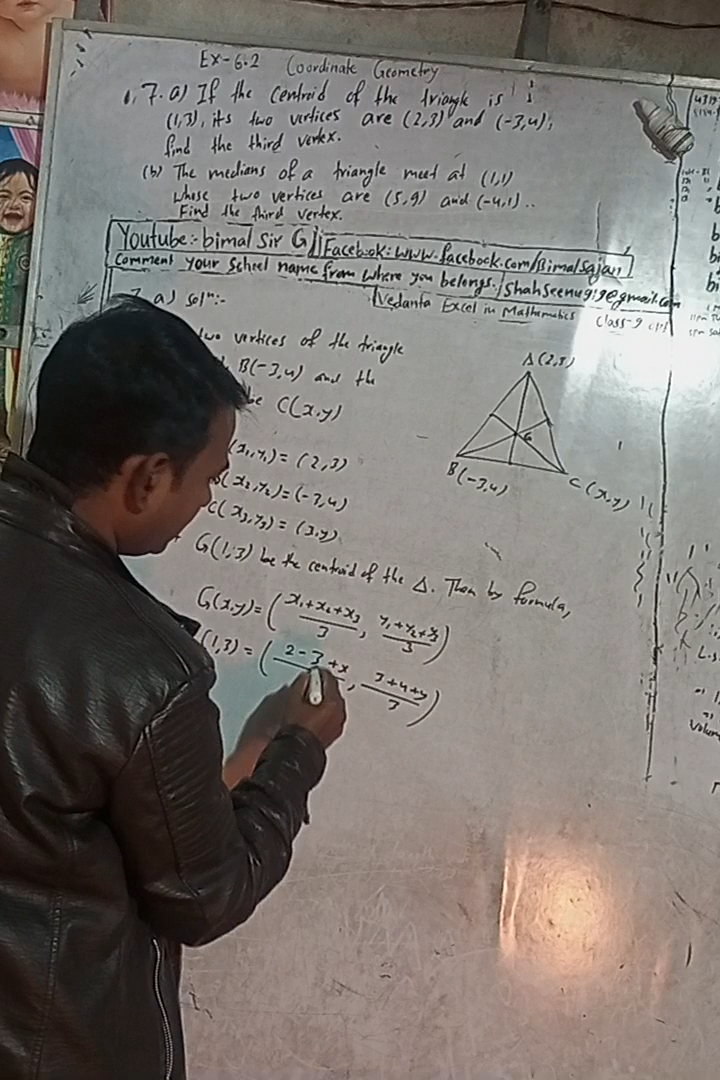 Ex-6.2 Coordinate Geometry
7. a) If the centroid of the triangle is
(1,3), its two vertices are (2,3) and (-3,4),
find the third vertex.
(b) The medians of a triangle meet at (1,1)
whose two vertices are (5,9) and (-4,1)..
Find the third vertex.
Youtube:- bimal Sir G
Facebook: www.facebook.com/Bimalsajan
Comment your School name from where you belongs.
/Shahseenu919@gmail.com
7. a) solⁿ:-
Vedanta Excel in Mathematics Class-9
two vertices of the triangle
B(-3,4) and the
be C(x,y)
A(2,3)
G
B(-3,4)
C(x,y)
(x₁,y₁) = (2,3)
(x₂,y₂) = (-3,4)
C(x₃,y₃) = (x,y)
G(1,3) be the centroid of the Δ. Then by formula,
G(x,y) = (x₁+x₂+x₃/3, y₁+y₂+y₃/3)
(1,3) = (2-3+x, 3+4+y/3)
L.S
Volume